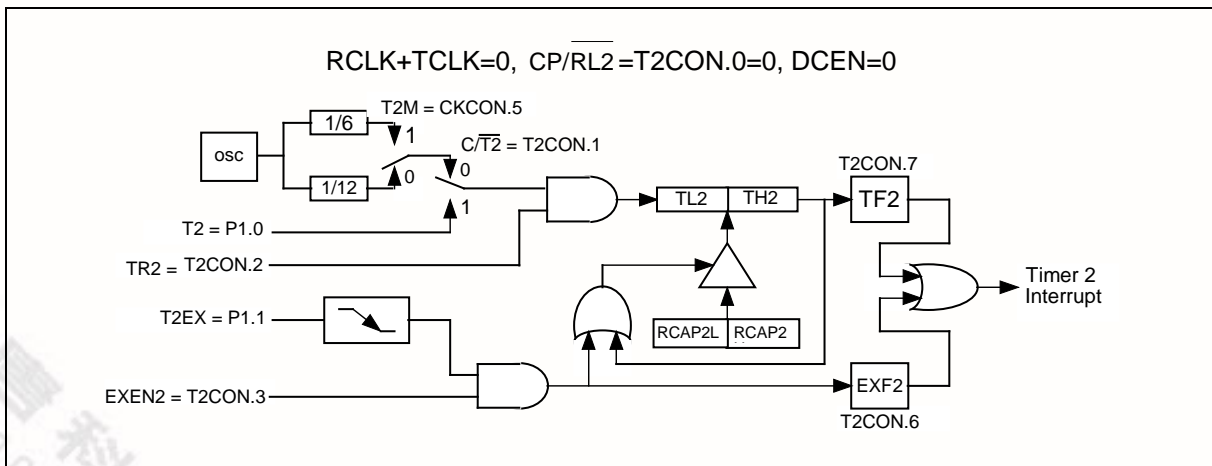 RCLK+TCLK=0, CP/RL2=T2CON.0=0, DCEN=0
T2M = CKCON.5
1/6
1
C/T2 = T2CON.1
osc
0
0
1/12
1
T2 = P1.0
TR2 = T2CON.2
TL2
TH2
T2CON.7
TF2
Timer 2
Interrupt
T2EX = P1.1
RCAP2L
RCAP2
EXEN2 = T2CON.3
EXF2
T2CON.6